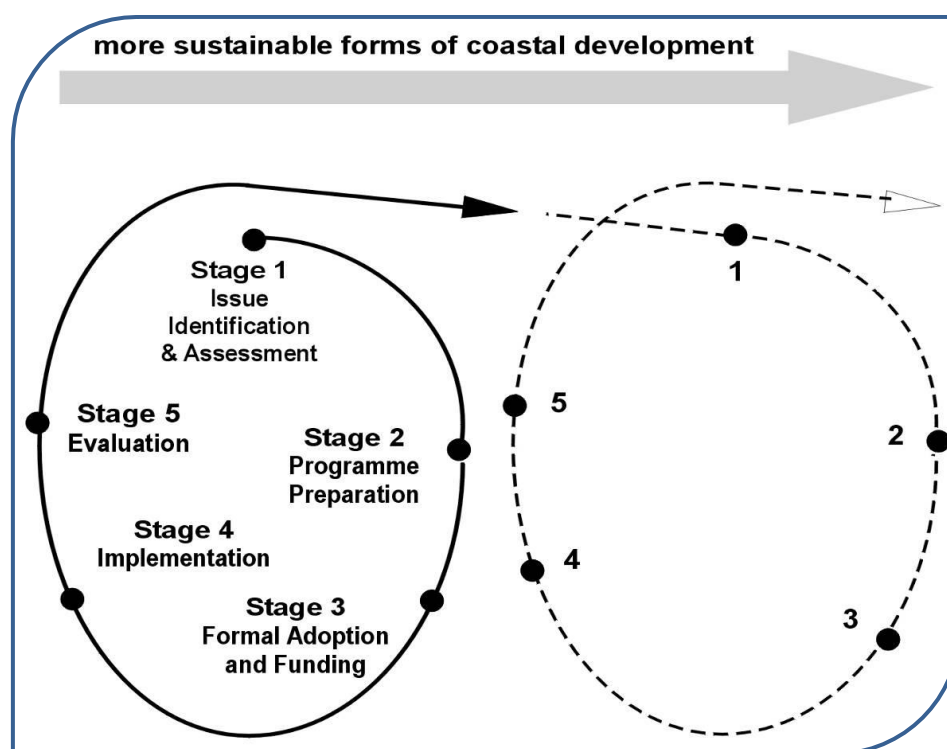 more sustainable forms of coastal development
Stage 1
Issue
Identification
& Assessment
Stage 2
Programme
Preparation
Stage 3
Formal Adoption
and Funding
Stage 4
Implementation
Stage 5
Evaluation
1
2
3
4
5